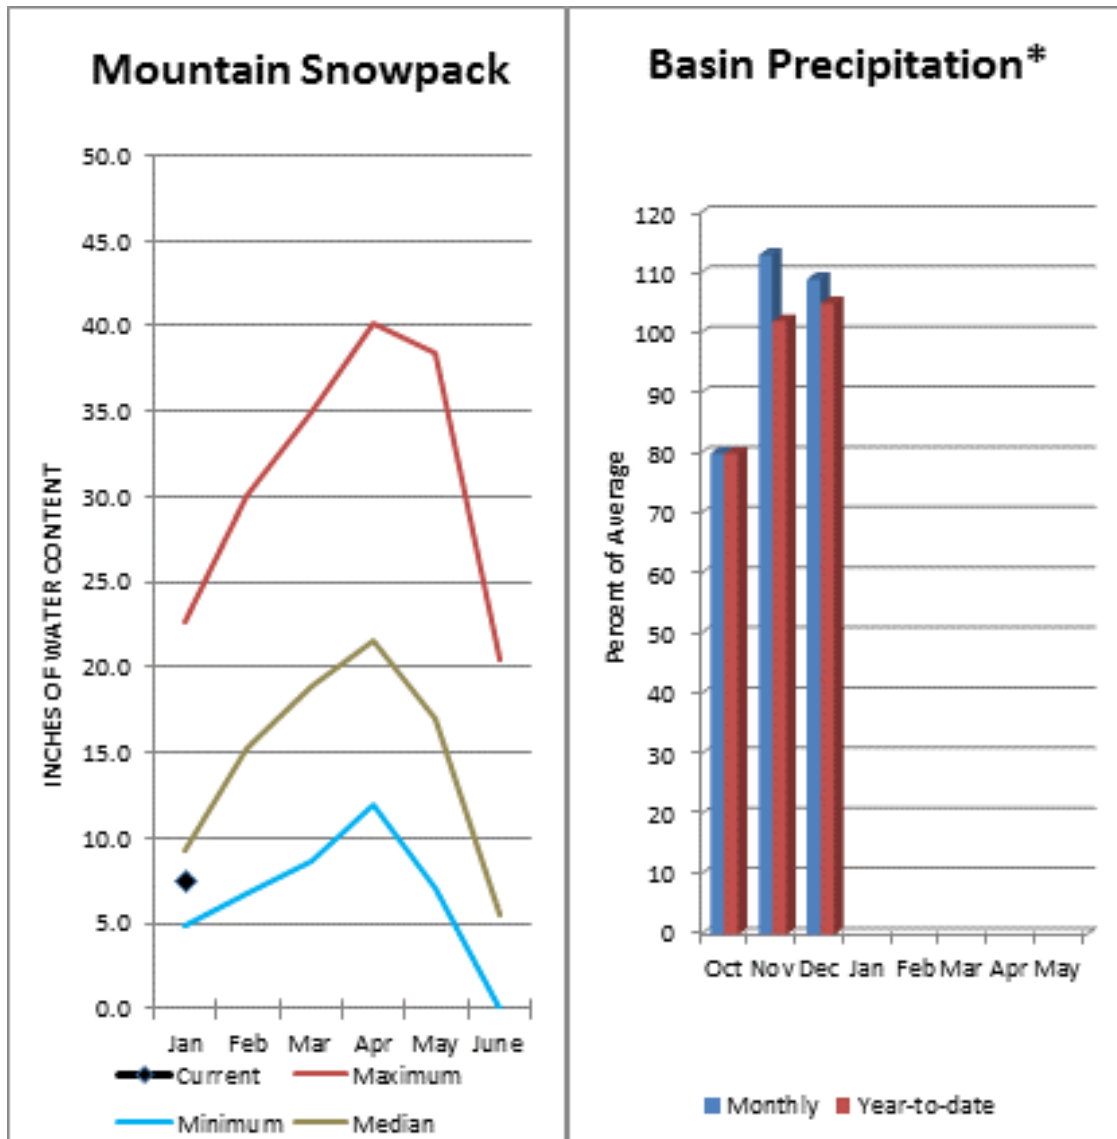 Mountain Snowpack
50.0
45.0
40.0
35.0
30.0
25.0
20.0
15.0
10.0
5.0
0.0
INCHES OF WATER CONTENT
Jan Feb Mar Apr May June
Current Maximum
Minimum Median
Basin Precipitation*
120
110
100
90
80
70
60
50
40
30
20
10
0
Percent of Average
Oct Nov Dec Jan Feb Mar Apr May
Monthly Year-to-date